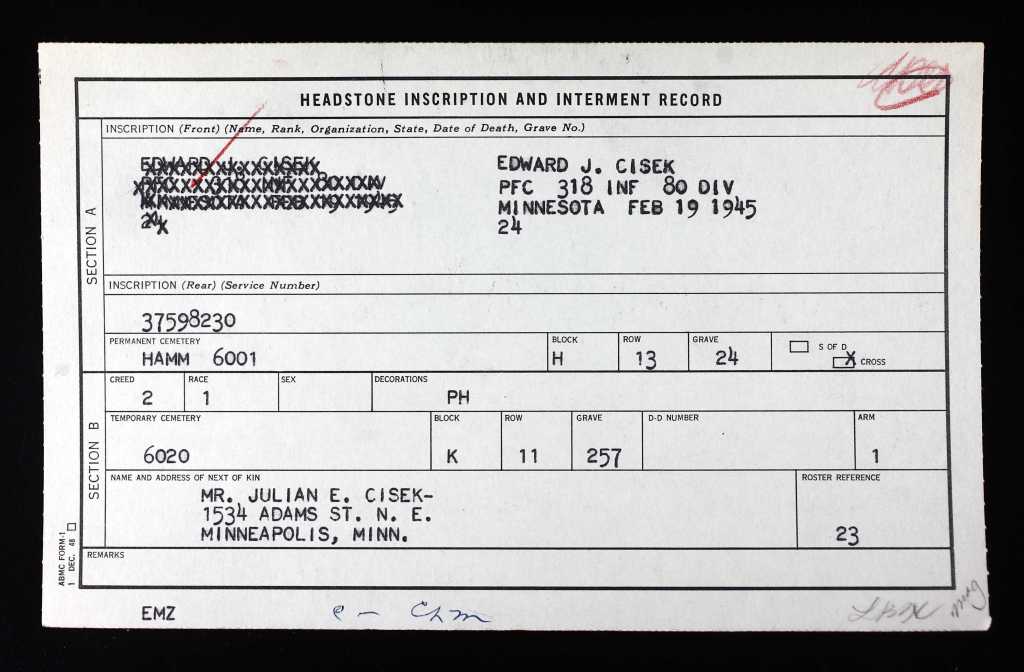 HEADSTONE INSCRIPTION AND INTERMENT RECORD
SECTION A
INSCRIPTION (Front) (Name, Rank, Organization, State, Date of Death, Grave No.)
EDWARD J. CISEK
24
EDWARD J. CISEK
PFC 318 INF 80 DIV
MINNESOTA FEB 19 1945
24
INSCRIPTION (Rear) (Service Number)
37598230
PERMANENT CEMETERY BLOCK ROW GRAVE
HAMM 6001 H 13 24
S OF D
X CROSS
SECTION B
CREED RACE SEX DECORATIONS
2 1 PH
TEMPORARY CEMETERY BLOCK ROW GRAVE D-D NUMBER ARM
6020 K 11 257 1
NAME AND ADDRESS OF NEXT OF KIN ROSTER REFERENCE
MR. JULIAN E. CISEK-
1534 ADAMS ST. N. E.
MINNEAPOLIS, MINN.
23
REMARKS
ABMC FORM-1
1 DEC. 48
EMZ